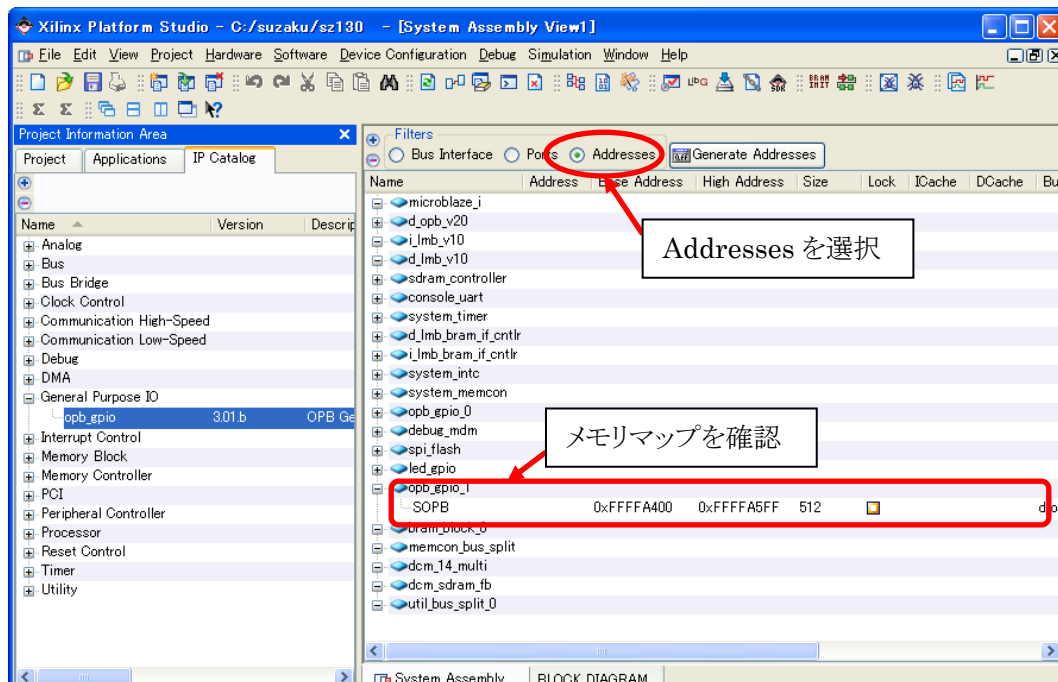 Xilinx Platform Studio - C:/suzaku/sz130 - [System Assembly View1]
File Edit View Project Hardware Software Device Configuration Debug Simulation Window Help
Project Information Area
Project Applications IP Catalog
Name Version Descrip
Analog
Bus
Bus Bridge
Clock Control
Communication High-Speed
Communication Low-Speed
Debug
DMA
General Purpose IO
opb_gpio 3.01.b OPB Ge
Interrupt Control
Memory Block
Memory Controller
PCI
Peripheral Controller
Processor
Reset Control
Timer
Utility
Filters
Bus Interface Ports Addresses Generate Addresses
Name Address Base Address High Address Size Lock ICache DCache Bu
microblaze_i
d_opb_v20
i_lmb_v10
d_lmb_v10
sdram_controller
console_uart
system_timer
d_lmb_bram_if_cntlr
i_lmb_bram_if_cntlr
system_intc
system_memcon
opb_gpio_0
debug_mdm
spi_flash
led_gpio
opb_gpio_1
SOPB 0xFFFFA400 0xFFFFA5FF 512
bram_block_0
memcon_bus_split
dcm_14_multi
dcm_sdram_fb
util_bus_split_0
Addresses を選択
メモリマップを確認
System Assembly BLOCK DIAGRAM